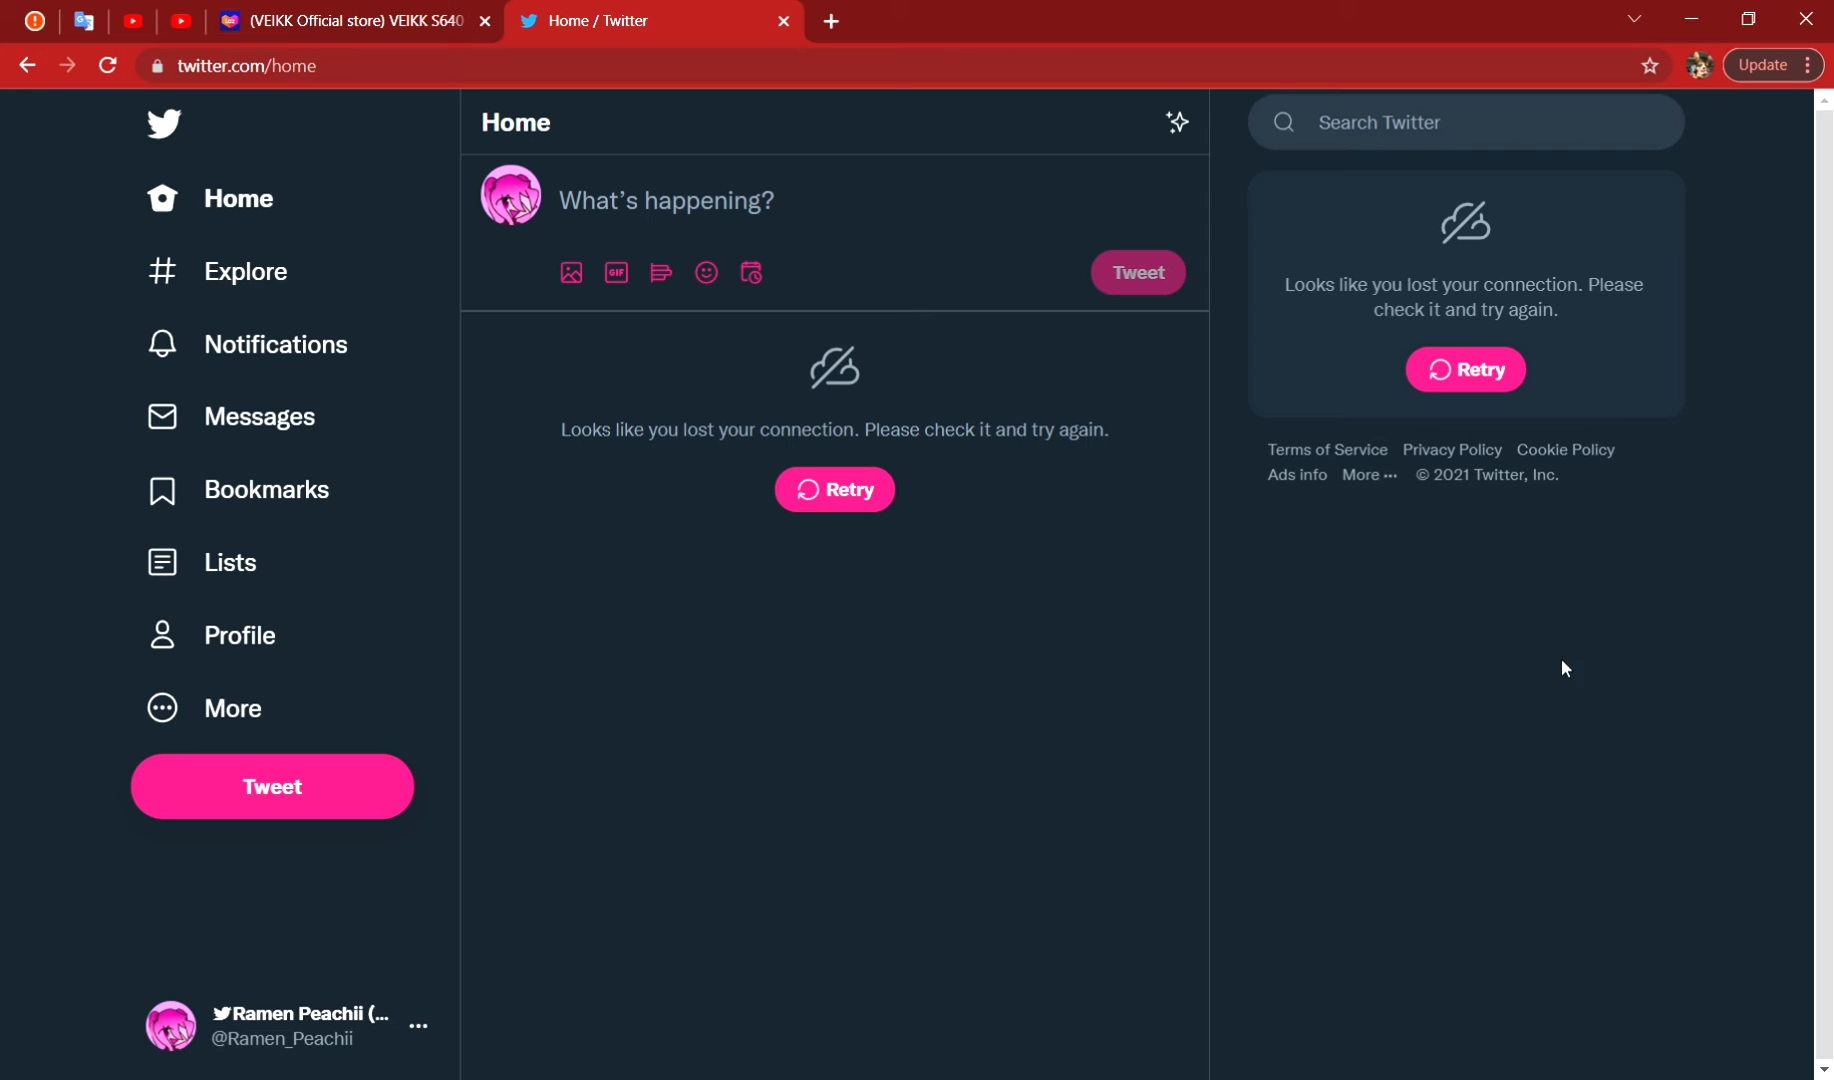 (VEIKK Official store) VEIKK S640
Home / Twitter
twitter.com/home
Update
Home
Explore
Notifications
Messages
Bookmarks
Lists
Profile
More
Tweet
Ramen Peachii (...
@Ramen_Peachii
Home
What's happening?
GIF
Tweet
Looks like you lost your connection. Please check it and try again.
Retry
Search Twitter
Looks like you lost your connection. Please
check it and try again.
Retry
Terms of Service Privacy Policy Cookie Policy
Ads info More ··· © 2021 Twitter, Inc.